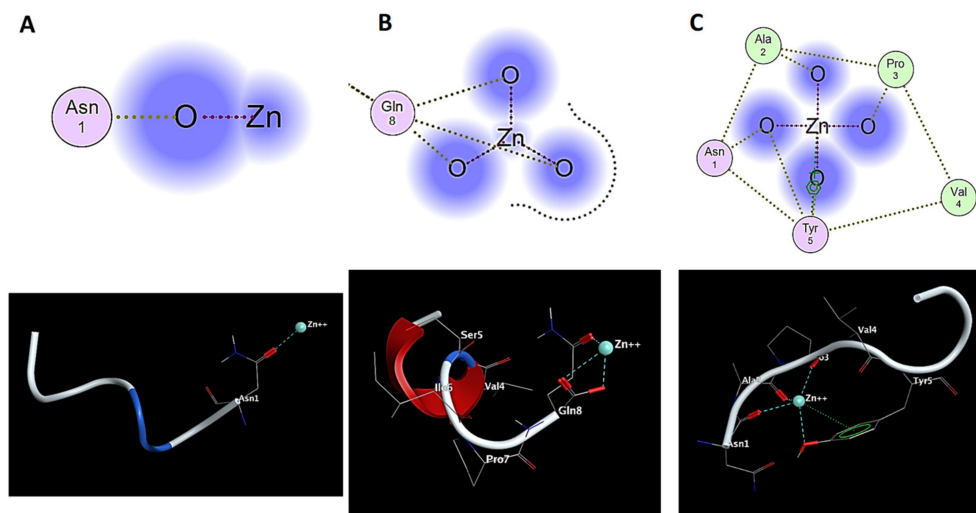 A
B
C
Asn
1
O
Zn
Gln
8
O
Zn
O
O
Ala
2
Pro
3
O
O
Zn
O
O
Asn
1
Val
4
Tyr
5
Zn++
Asn1
Ser5
Zn++
Ile6
Val4
Gln8
Pro7
Val4
Tyr5
Zn++
Asn1